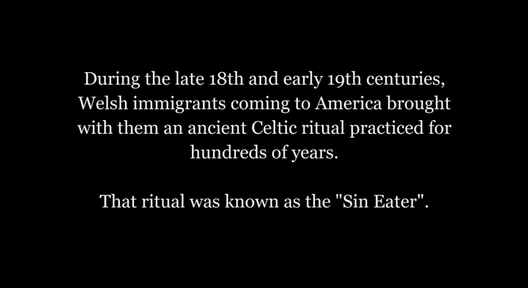 During the late 18th and early 19th centuries,
Welsh immigrants coming to America brought
with them an ancient Celtic ritual practiced for
hundreds of years.
That ritual was known as the "Sin Eater".